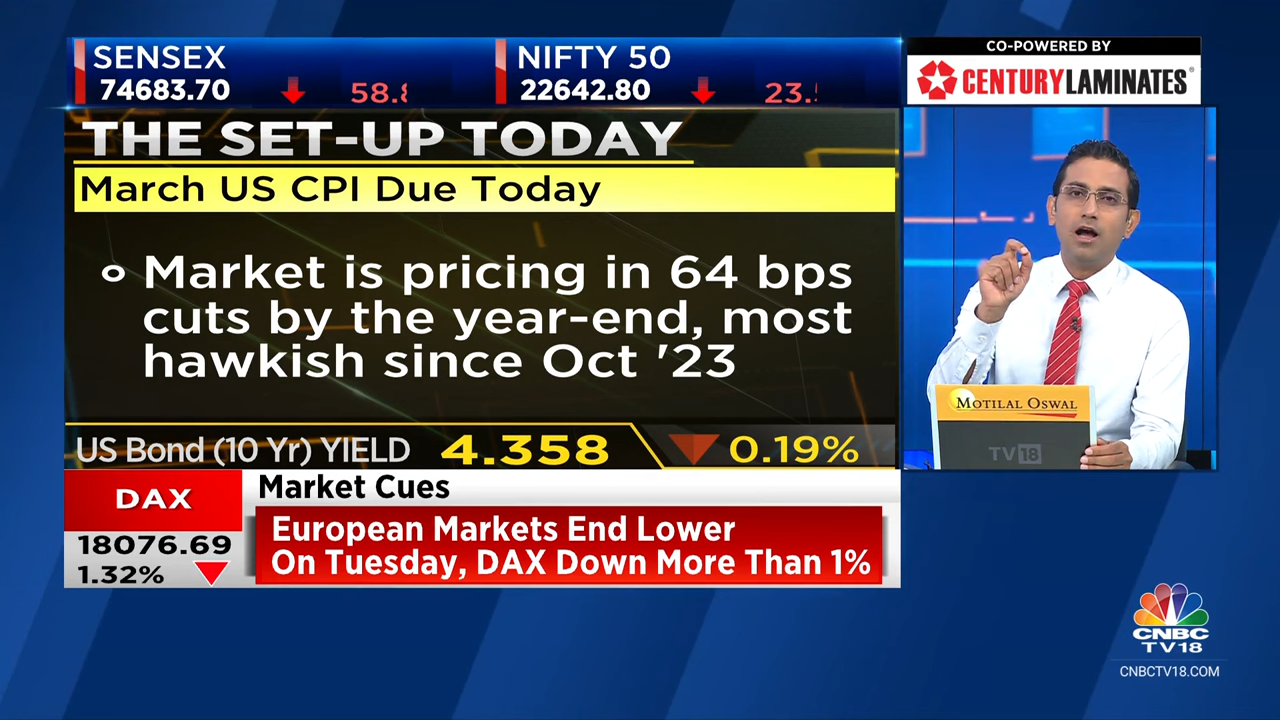 SENSEX
74683.70
58.8
NIFTY 50
22642.80
23.
CO-POWERED BY
CENTURYLAMINATES®
THE SET-UP TODAY
March US CPI Due Today
Market is pricing in 64 bps
cuts by the year-end, most
hawkish since Oct '23
US Bond (10 Yr) YIELD 4.358 0.19%
MOTILAL OSWAL
TV18
DAX
18076.69
1.32%
Market Cues
European Markets End Lower
On Tuesday, DAX Down More Than 1%
CNBC
TV18
CNBCTV18.COM